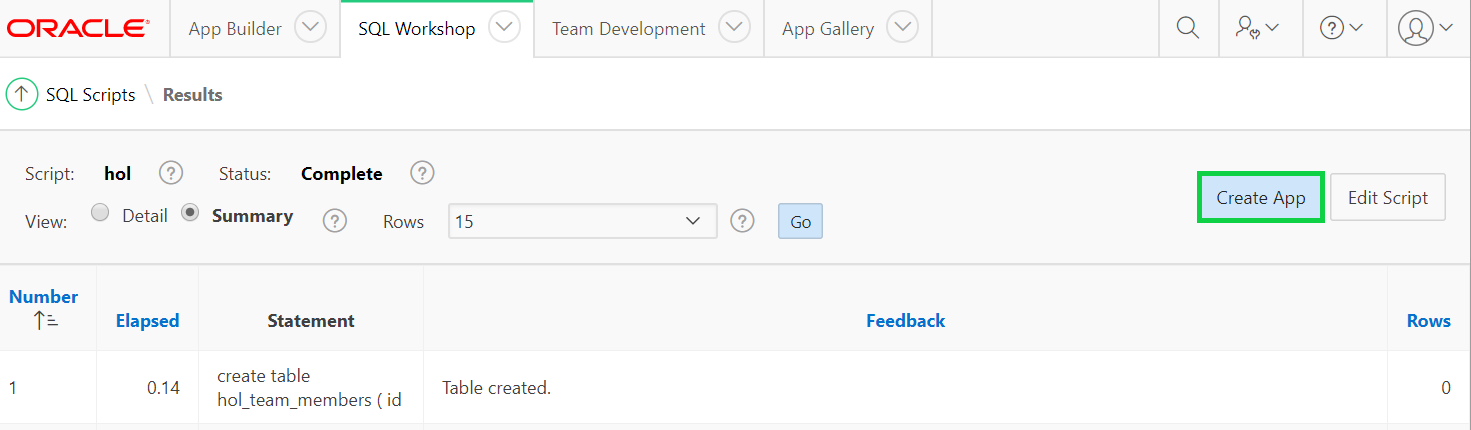 ORACLE® App Builder SQL Workshop Team Development App Gallery
SQL Scripts \ Results
Script: hol ? Status: Complete ?
Create App Edit Script
View: Detail Summary ? Rows 15 ? Go
Number Elapsed Statement Feedback Rows
1 0.14 create table Table created. 0
hol_team_members ( id